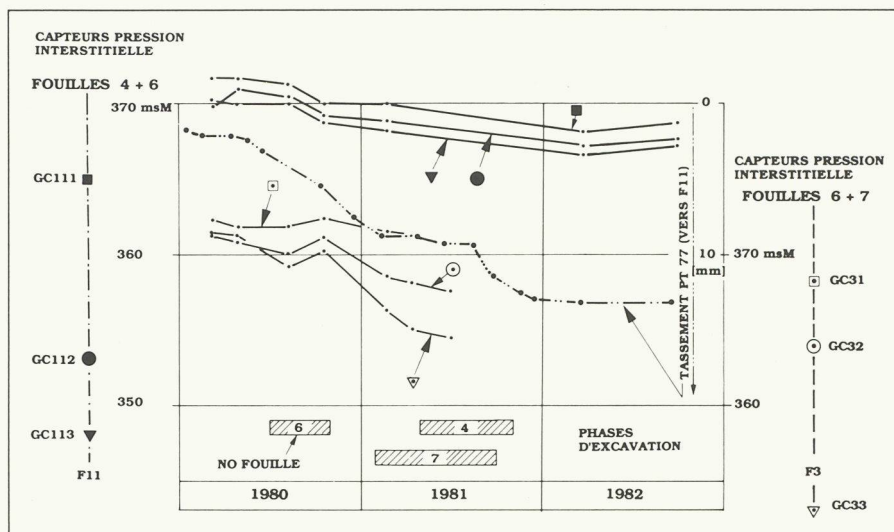 CAPTEURS PRESSION
INTERSTITIELLE
FOUILLES 4 + 6
370 msM
GC111
360
GC112
350
GC113
F11
0
10
[mm]
TASSEMENT PT 77 (VERS F11)
CAPTEURS PRESSION
INTERSTITIELLE
FOUILLES 6 + 7
370 msM
GC31
GC32
360
F3
GC33
6
4
7
NO FOUILLE
PHASES
D'EXCAVATION
1980
1981
1982